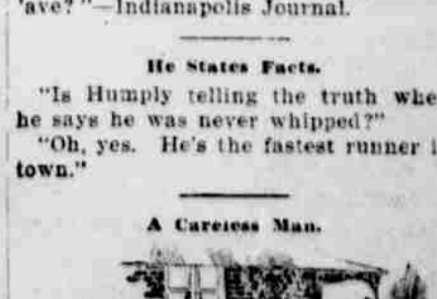 'ave?"—Indianapolis Journal.
He States Facts.
"Is Humply telling the truth whe
he says he was never whipped?"
"Oh, yes. He's the fastest runner i
town."
A Careless Man.